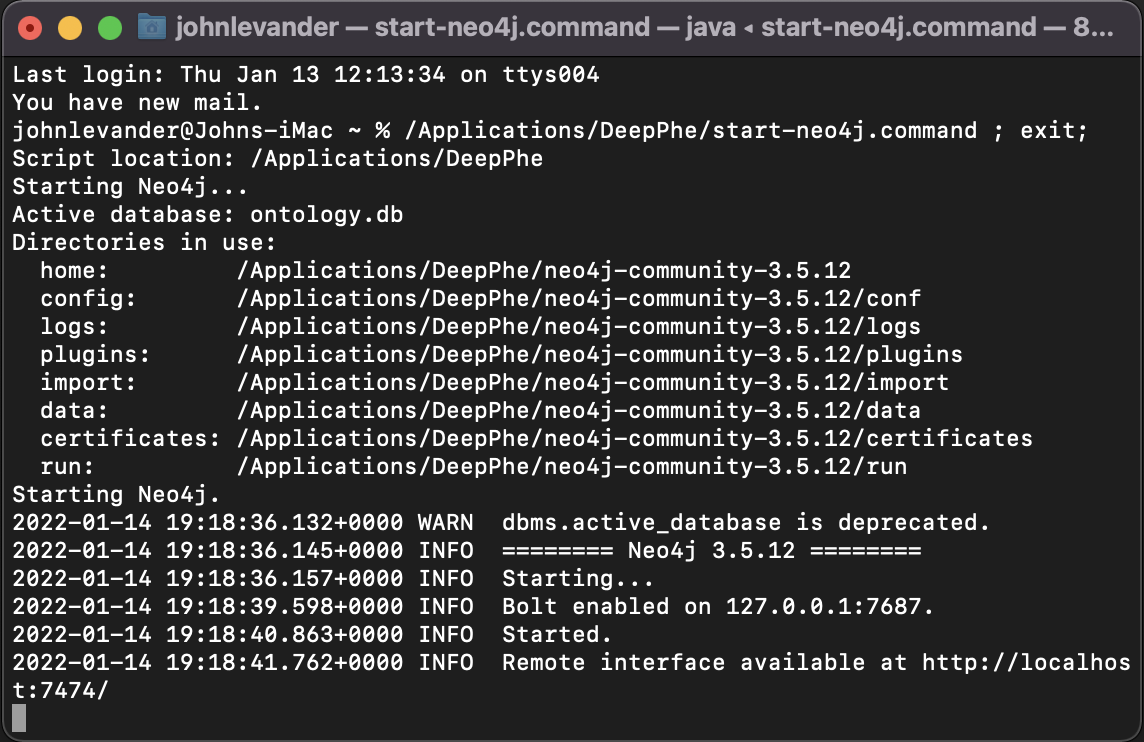 johnlevander — start-neo4j.command — java ◂ start-neo4j.command — 8...
Last login: Thu Jan 13 12:13:34 on ttys004
You have new mail.
johnlevander@Johns-iMac ~ % /Applications/DeepPhe/start-neo4j.command ; exit;
Script location: /Applications/DeepPhe
Starting Neo4j...
Active database: ontology.db
Directories in use:
  home:         /Applications/DeepPhe/neo4j-community-3.5.12
  config:       /Applications/DeepPhe/neo4j-community-3.5.12/conf
  logs:         /Applications/DeepPhe/neo4j-community-3.5.12/logs
  plugins:      /Applications/DeepPhe/neo4j-community-3.5.12/plugins
  import:       /Applications/DeepPhe/neo4j-community-3.5.12/import
  data:         /Applications/DeepPhe/neo4j-community-3.5.12/data
  certificates: /Applications/DeepPhe/neo4j-community-3.5.12/certificates
  run:          /Applications/DeepPhe/neo4j-community-3.5.12/run
Starting Neo4j.
2022-01-14 19:18:36.132+0000 WARN  dbms.active_database is deprecated.
2022-01-14 19:18:36.145+0000 INFO  ======== Neo4j 3.5.12 ========
2022-01-14 19:18:36.157+0000 INFO  Starting...
2022-01-14 19:18:39.598+0000 INFO  Bolt enabled on 127.0.0.1:7687.
2022-01-14 19:18:40.863+0000 INFO  Started.
2022-01-14 19:18:41.762+0000 INFO  Remote interface available at http://localhos
t:7474/